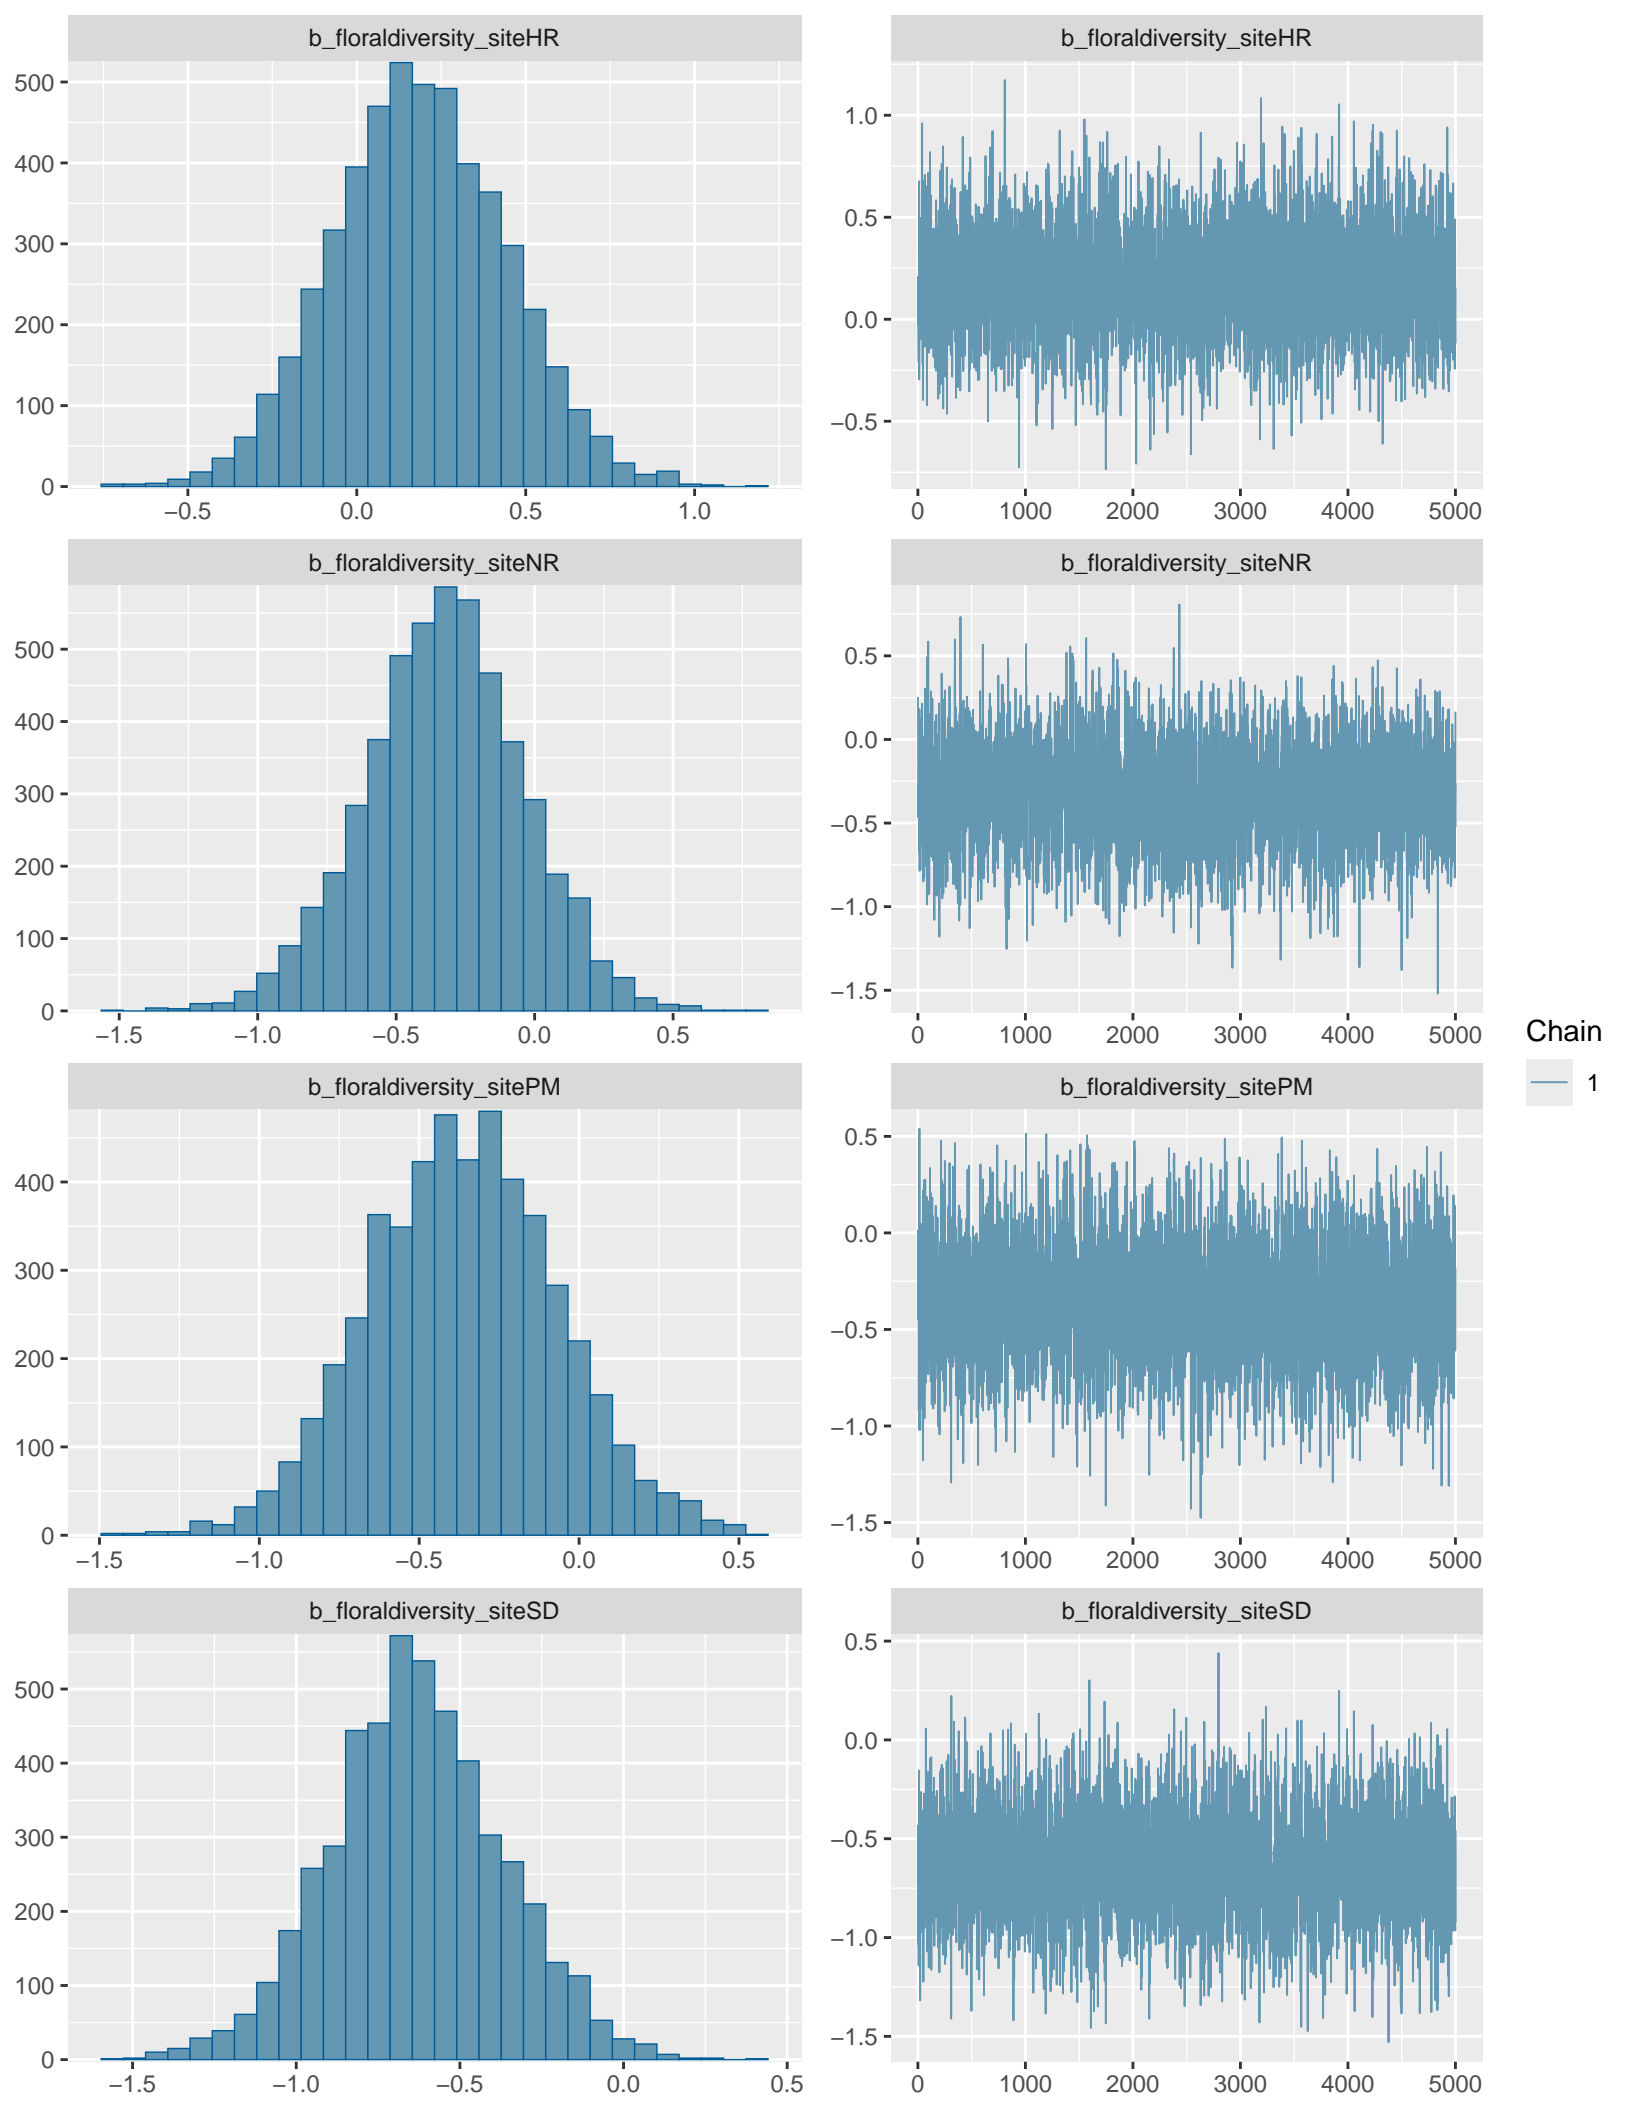 b_floraldiversity_siteHR
500
400
300
200
100
0
−0.5 0.0 0.5 1.0
b_floraldiversity_siteHR
1.0
0.5
0.0
−0.5
0 1000 2000 3000 4000 5000
b_floraldiversity_siteNR
500
400
300
200
100
0
−1.5 −1.0 −0.5 0.0 0.5
b_floraldiversity_siteNR
0.5
0.0
−0.5
−1.0
−1.5
0 1000 2000 3000 4000 5000
b_floraldiversity_sitePM
400
300
200
100
0
−1.5 −1.0 −0.5 0.0 0.5
b_floraldiversity_sitePM
0.5
0.0
−0.5
−1.0
−1.5
0 1000 2000 3000 4000 5000
b_floraldiversity_siteSD
500
400
300
200
100
0
−1.5 −1.0 −0.5 0.0 0.5
b_floraldiversity_siteSD
0.5
0.0
−0.5
−1.0
−1.5
0 1000 2000 3000 4000 5000
Chain
1